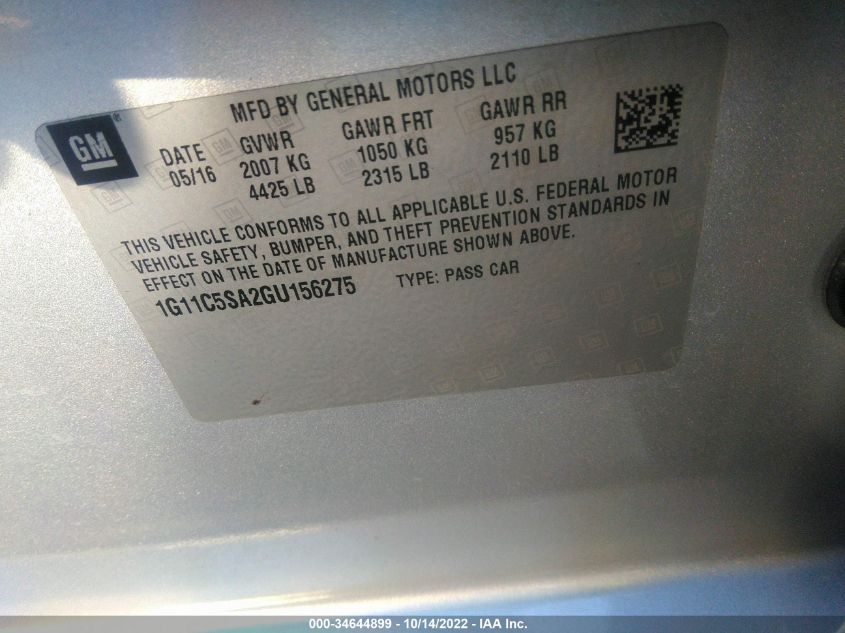 GM®
MFD BY GENERAL MOTORS LLC
DATE GVWR GAWR FRT GAWR RR
05/16 2007 KG 1050 KG 957 KG
4425 LB 2315 LB 2110 LB
THIS VEHICLE CONFORMS TO ALL APPLICABLE U.S. FEDERAL MOTOR
VEHICLE SAFETY, BUMPER, AND THEFT PREVENTION STANDARDS IN
EFFECT ON THE DATE OF MANUFACTURE SHOWN ABOVE.
1G11C5SA2GU156275 TYPE: PASS CAR
000-34644899 - 10/14/2022 - IAA Inc.